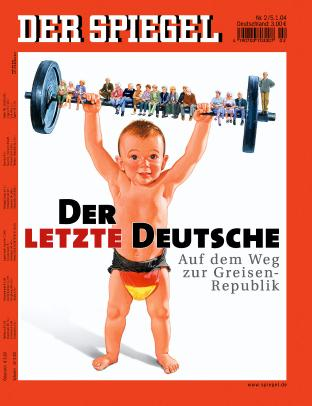 DER SPIEGEL
Nr. 2/5.1.04
Deutschland: 3,00 €
DER
LETZTE DEUTSCHE
Auf dem Weg
zur Greisen-
Republik
www.spiegel.de